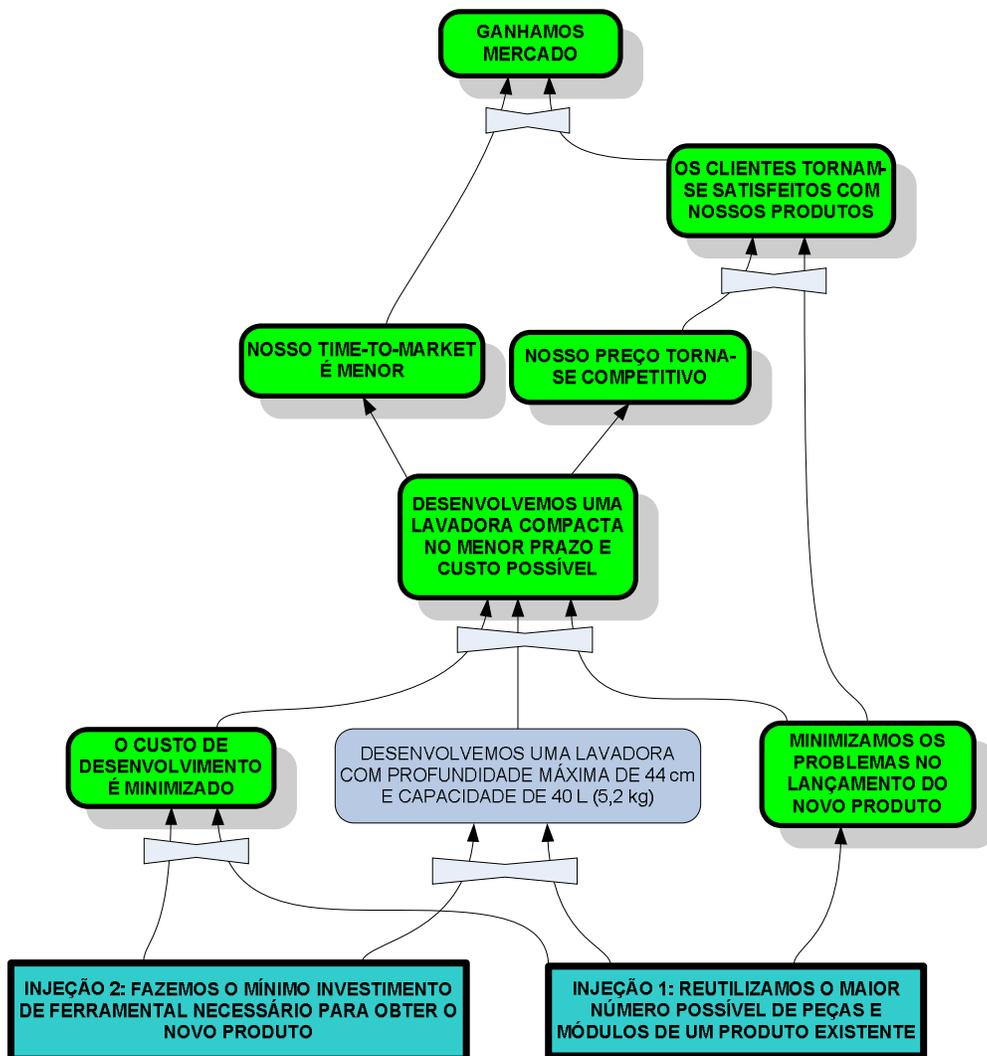 GANHAMOS
MERCADO
OS CLIENTES TORNAM-
SE SATISFEITOS COM
NOSSOS PRODUTOS
NOSSO TIME-TO-MARKET
É MENOR
NOSSO PREÇO TORNA-
SE COMPETITIVO
DESENVOLVEMOS UMA
LAVADORA COMPACTA
NO MENOR PRAZO E
CUSTO POSSÍVEL
O CUSTO DE
DESENVOLVIMENTO
É MINIMIZADO
DESENVOLVEMOS UMA LAVADORA
COM PROFUNDIDADE MÁXIMA DE 44 cm
E CAPACIDADE DE 40 L (5,2 kg)
MINIMIZAMOS OS
PROBLEMAS NO
LANÇAMENTO DO
NOVO PRODUTO
INJEÇÃO 2: FAZEMOS O MÍNIMO INVESTIMENTO
DE FERRAMENTAL NECESSÁRIO PARA OBTER O
NOVO PRODUTO
INJEÇÃO 1: REUTILIZAMOS O MAIOR
NÚMERO POSSÍVEL DE PEÇAS E
MÓDULOS DE UM PRODUTO EXISTENTE